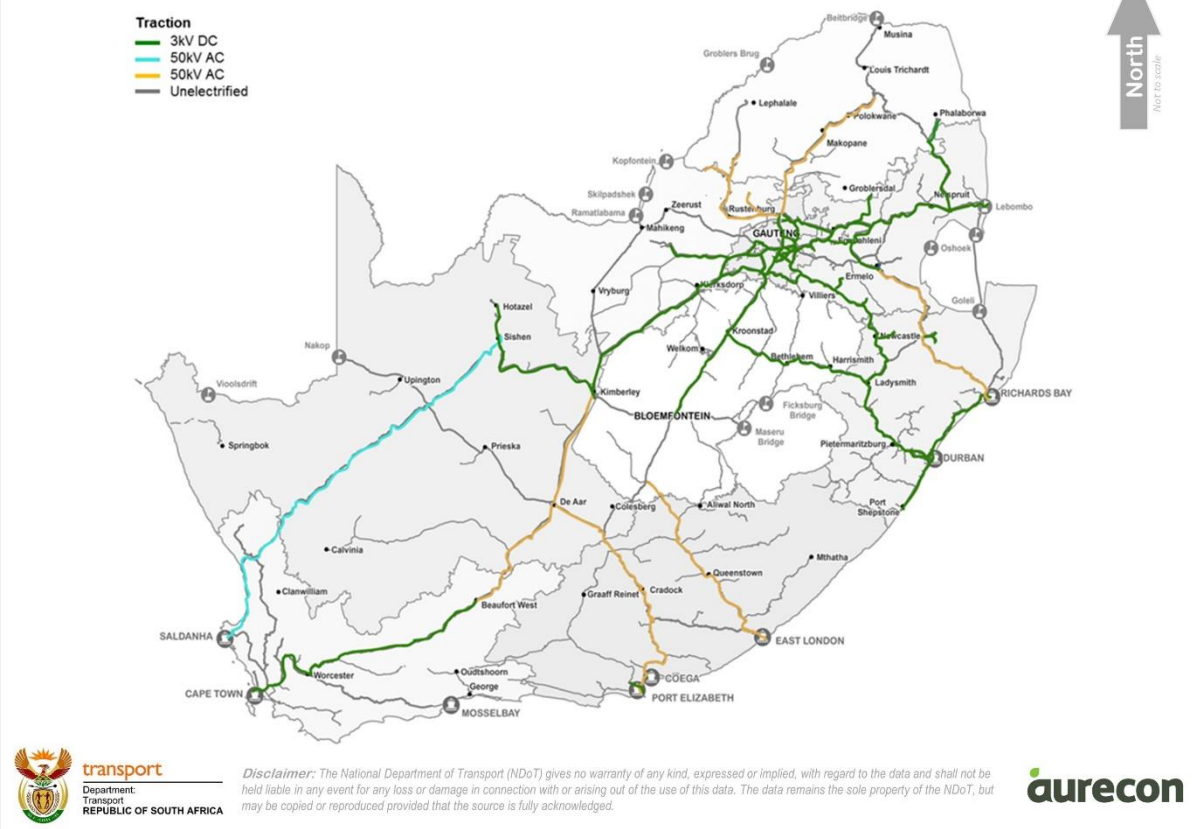 Traction
3kV DC
50kV AC
50kV AC
Unelectrified
North
Not to scale
Beitbridge
Musina
Groblers Brug
Louis Trichardt
Lephalale
Polokwane
Phalaborwa
Makopane
Kopfontein
Skilpadshek
Groblersdal
Nelspruit
Ramatlabama
Zeerust
Rustenburg
Lebombo
Mahikeng
GAUTENG
Emalahleni
Oshoek
Ermelo
Vryburg
Klerksdorp
Villiers
Golela
Hotazel
Sishen
Kroonstad
Newcastle
Nakop
Welkom
Bethlehem
Harrismith
Upington
Ladysmith
Vioolsdrift
Kimberley
RICHARDS BAY
BLOEMFONTEIN
Ficksburg
Bridge
Maseru
Bridge
Springbok
Prieska
Pietermaritzburg
DURBAN
De Aar
Colesberg
Aliwal North
Port
Shepstone
Calvinia
Mthatha
Queenstown
Clanwilliam
Beaufort West
Graaff Reinet
Cradock
SALDANHA
EAST LONDON
Worcester
Oudtshoorn
COEGA
CAPE TOWN
George
PORT ELIZABETH
MOSSELBAY
transport
Department:
Transport
REPUBLIC OF SOUTH AFRICA
Disclaimer: The National Department of Transport (NDoT) gives no warranty of any kind, expressed or implied, with regard to the data and shall not be
held liable in any event for any loss or damage in connection with or arising out of the use of this data. The data remains the sole property of the NDoT, but
may be copied or reproduced provided that the source is fully acknowledged.
aurecon